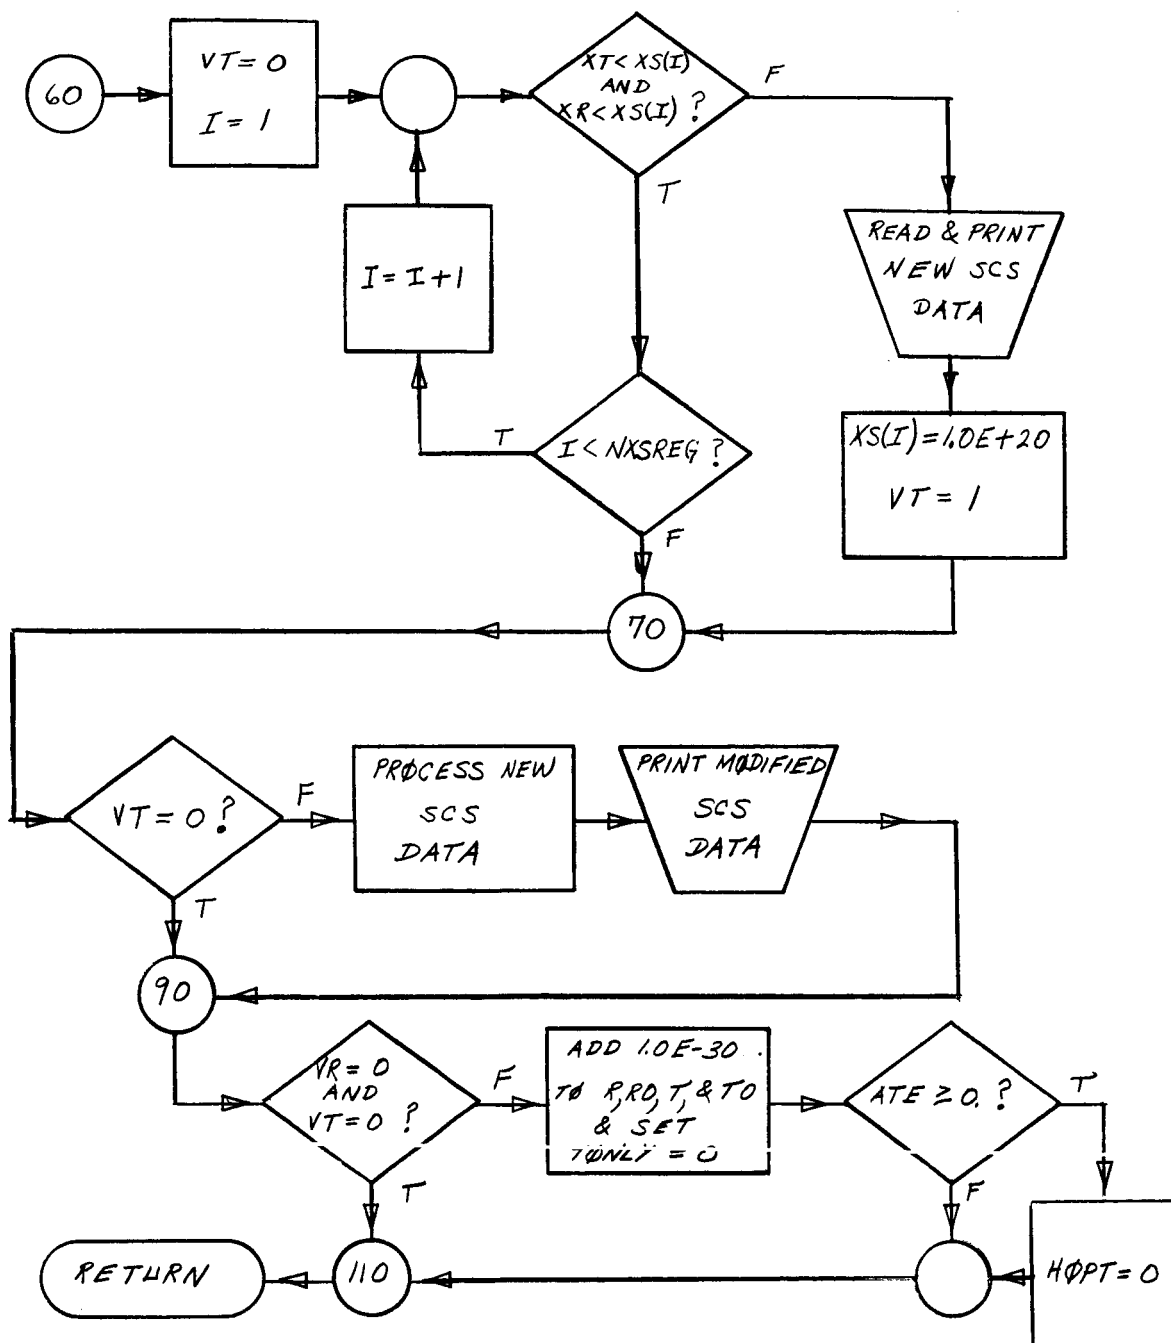 60
VT = 0
I = 1
XT < XS(I)
AND
XR < XS(I) ?
F
T
I = I + 1
READ & PRINT
NEW SCS
DATA
T
I < NXSREG ?
F
XS(I) = 1.0E+20
VT = 1
70
VT = 0 ?
F
T
PRØCESS NEW
SCS
DATA
PRINT MØDIFIED
SCS
DATA
90
VR = 0
AND
VT = 0 ?
F
T
ADD 1.0E-30
TØ R, RO, T, & TO
& SET
TØNLY = 0
ATE ≥ 0. ?
T
F
RETURN
110
HØPT = 0